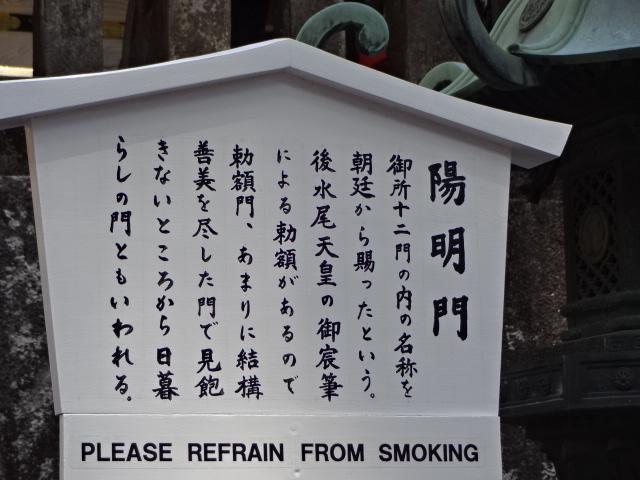 陽明門
御所十二門の内の名称を
朝廷から賜ったという。
後水尾天皇の御宸筆
による勅額があるので
勅額門、あまりに結構
善美を尽した門で見飽
きないところから日暮
らしの門ともいわれる。
PLEASE REFRAIN FROM SMOKING